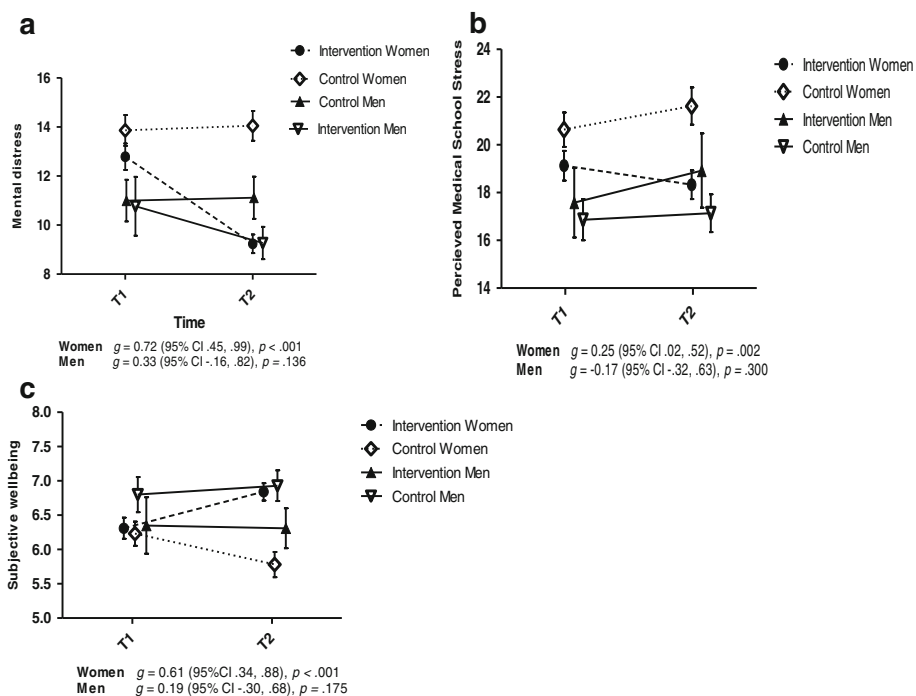 a
Intervention Women
Control Women
Control Men
Intervention Men
Mental distress
16
14
12
10
8
T1
T2
Time
Women g = 0.72 (95% CI .45, .99), p < .001
Men g = 0.33 (95% CI -.16, .82), p = .136
b
Intervention Women
Control Women
Intervention Men
Control Men
Percieved Medical School Stress
24
22
20
18
16
14
T1
T2
Women g = 0.25 (95% CI .02, .52), p = .002
Men g = -0.17 (95% CI -.32, .63), p = .300
c
Intervention Women
Control Women
Intervention Men
Control Men
Subjective wellbeing
8.0
7.5
7.0
6.5
6.0
5.5
5.0
T1
T2
Women g = 0.61 (95%CI .34, .88), p < .001
Men g = 0.19 (95% CI -.30, .68), p = .175